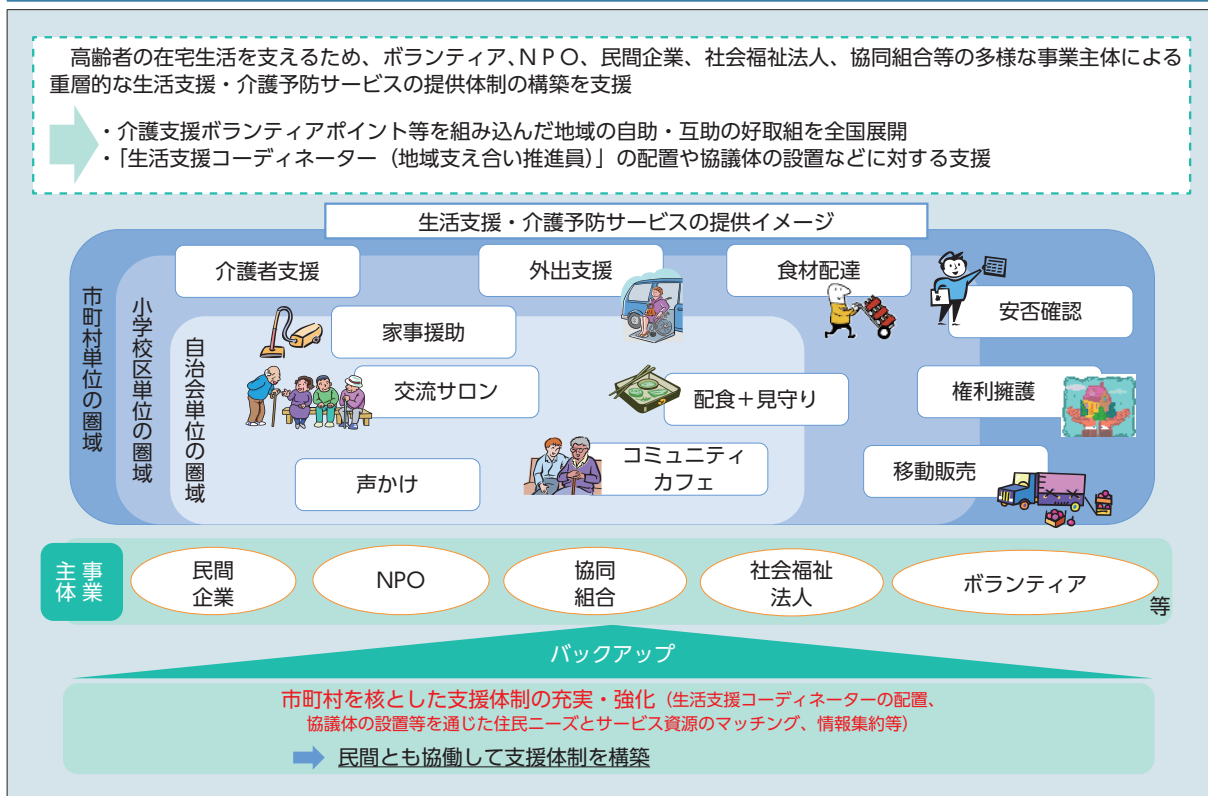 高齢者の在宅生活を支えるため、ボランティア、ＮＰＯ、民間企業、社会福祉法人、協同組合等の多様な事業主体による
重層的な生活支援・介護予防サービスの提供体制の構築を支援
・介護支援ボランティアポイント等を組み込んだ地域の自助・互助の好取組を全国展開
・「生活支援コーディネーター（地域支え合い推進員）」の配置や協議体の設置などに対する支援
生活支援・介護予防サービスの提供イメージ
市町村単位の圏域
小学校区単位の圏域
自治会単位の圏域
介護者支援
外出支援
食材配達
安否確認
家事援助
交流サロン
配食＋見守り
権利擁護
声かけ
コミュニティ
カフェ
移動販売
事業
主体
民間
企業
NPO
協同
組合
社会福祉
法人
ボランティア
等
バックアップ
市町村を核とした支援体制の充実・強化（生活支援コーディネーターの配置、
協議体の設置等を通じた住民ニーズとサービス資源のマッチング、情報集約等）
民間とも協働して支援体制を構築